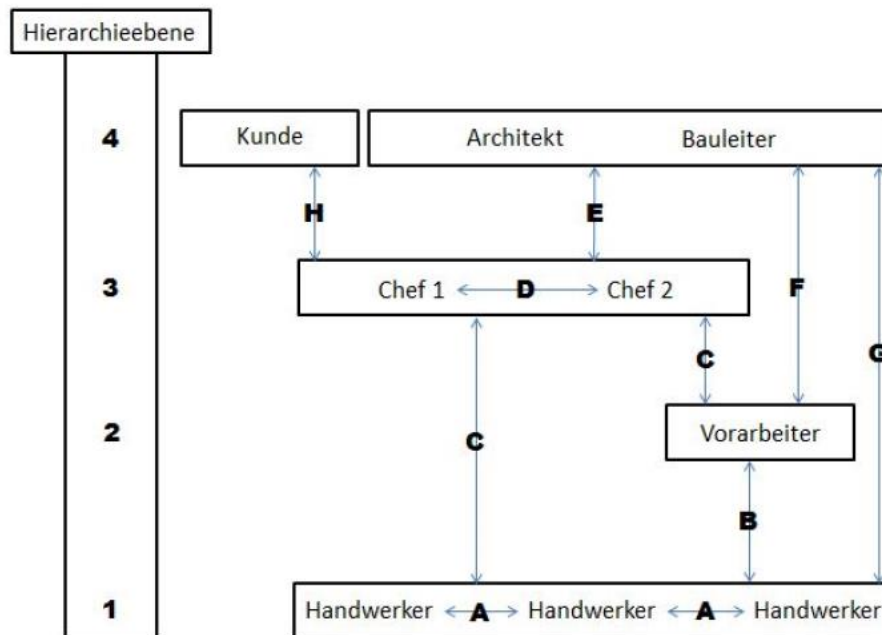 Hierarchieebene
4 Kunde Architekt Bauleiter
H E
3 Chef 1 D Chef 2 F
C G
2 Vorarbeiter
C
B
1 Handwerker A Handwerker A Handwerker